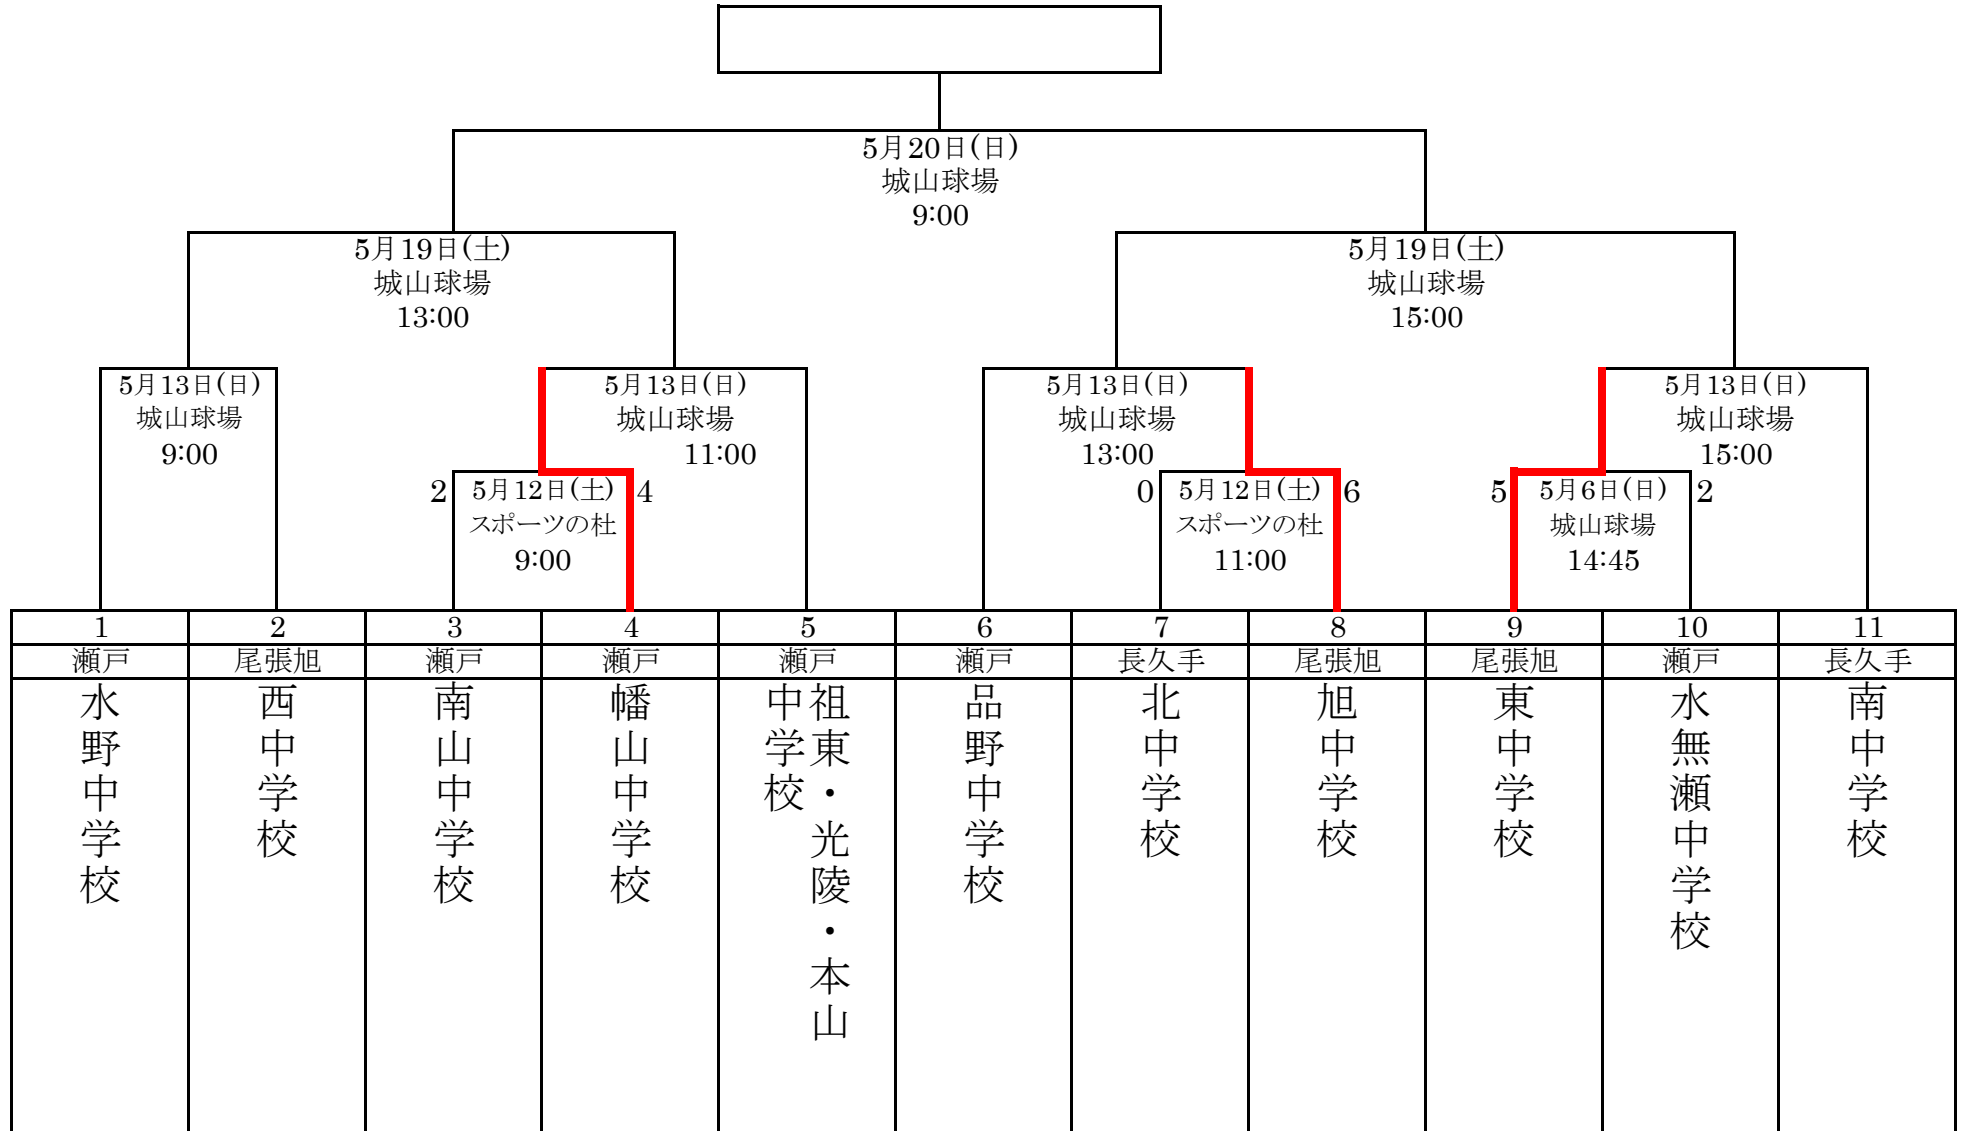 5月20日(日)
城山球場
9:00
5月19日(土)
城山球場
13:00
5月19日(土)
城山球場
15:00
5月13日(日)
城山球場
9:00
5月13日(日)
城山球場
11:00
5月13日(日)
城山球場
13:00
5月13日(日)
城山球場
15:00
2
5月12日(土)
スポーツの杜
9:00
4
0
5月12日(土)
スポーツの杜
11:00
6
5
5月6日(日)
城山球場
14:45
2
1 2 3 4 5 6 7 8 9 10 11
瀬戸 尾張旭 瀬戸 瀬戸 瀬戸 瀬戸 長久手 尾張旭 尾張旭 瀬戸 長久手
水野中学校
西中学校
南山中学校
幡山中学校
祖東・光陵・本山
中学校
品野中学校
北中学校
旭中学校
東中学校
水無瀬中学校
南中学校